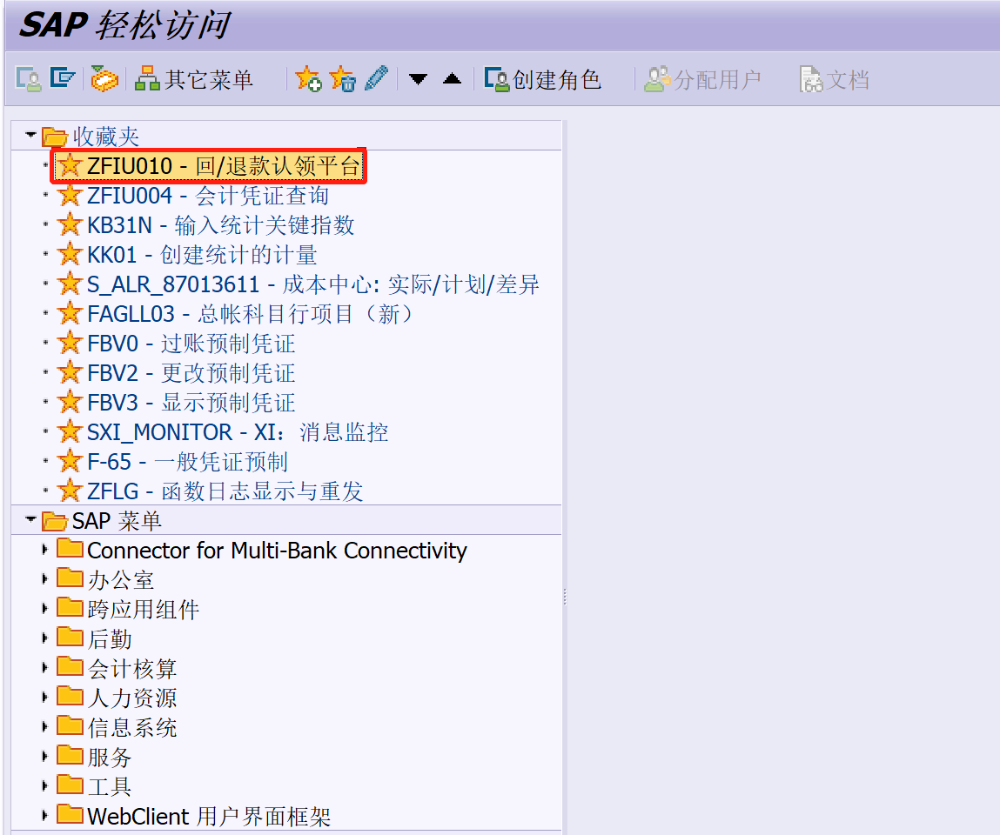 SAP 轻松访问
其它菜单 创建角色 分配用户 文档
收藏夹
ZFIU010 - 回/退款认领平台
ZFIU004 - 会计凭证查询
KB31N - 输入统计关键指数
KK01 - 创建统计的计量
S_ALR_87013611 - 成本中心: 实际/计划/差异
FAGLL03 - 总帐科目行项目（新）
FBV0 - 过账预制凭证
FBV2 - 更改预制凭证
FBV3 - 显示预制凭证
SXI_MONITOR - XI：消息监控
F-65 - 一般凭证预制
ZFLG - 函数日志显示与重发
SAP 菜单
Connector for Multi-Bank Connectivity
办公室
跨应用组件
后勤
会计核算
人力资源
信息系统
服务
工具
WebClient 用户界面框架